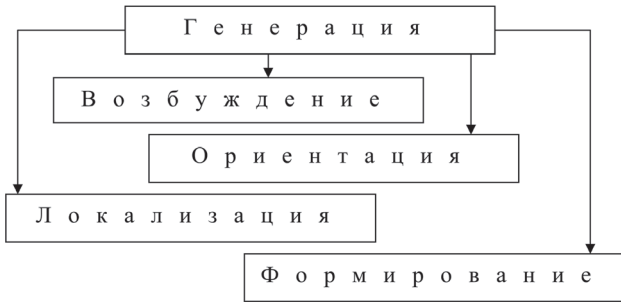 Генерация
Возбуждение
Ориентация
Локализация
Формирование